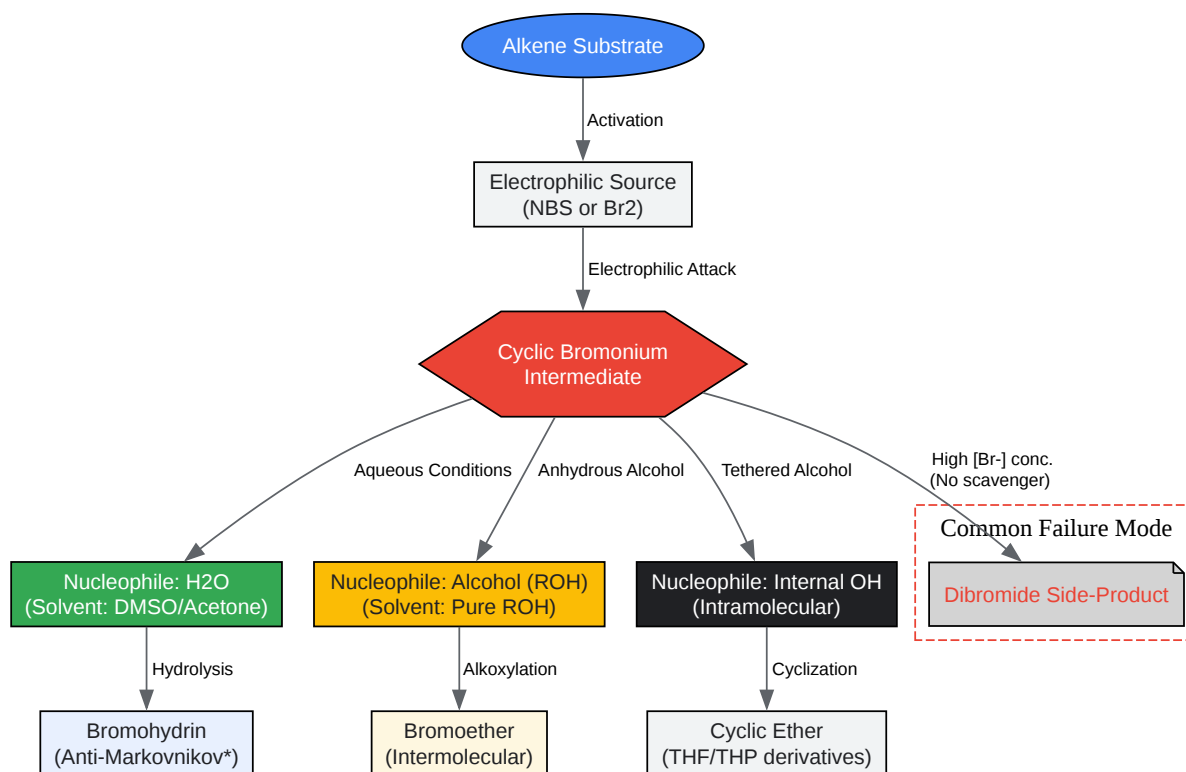 Alkene Substrate
Activation
Electrophilic Source
(NBS or Br2)
Electrophilic Attack
Cyclic Bromonium
Intermediate
Aqueous Conditions
Anhydrous Alcohol
Tethered Alcohol
High [Br-] conc.
(No scavenger)
Common Failure Mode
Nucleophile: H2O
(Solvent: DMSO/Acetone)
Nucleophile: Alcohol (ROH)
(Solvent: Pure ROH)
Nucleophile: Internal OH
(Intramolecular)
Dibromide Side-Product
Hydrolysis
Alkoxylation
Cyclization
Bromohydrin
(Anti-Markovnikov*)
Bromoether
(Intermolecular)
Cyclic Ether
(THF/THP derivatives)